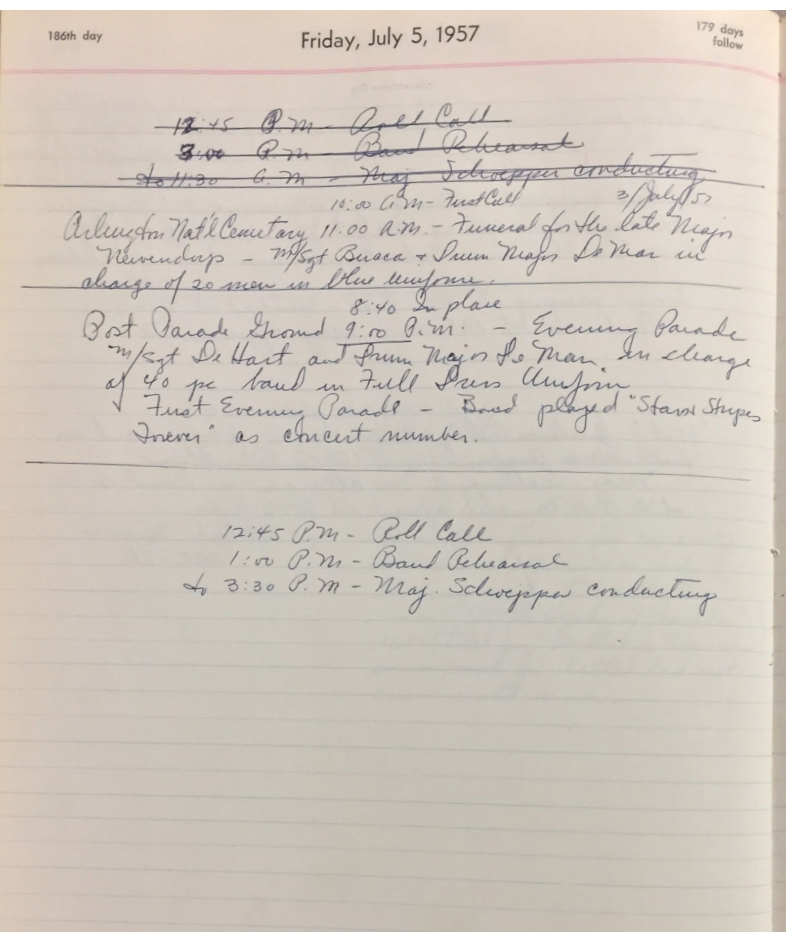 186th day
Friday, July 5, 1957
179 days
follow
12:45 P.M - Roll Call
3:00 P.m - Band Rehearsal
to 11:30 A.M - Maj Schoepper conducting
10:00 A.M - First Call 3/July/57
Arlington Nat'l Cemetary 11:00 A.M. - Funeral for the late Major
- M/Sgt & Drum Major De Mar in
charge of 20 men in blue uniform.
8:40 In place
Post Parade Ground 9:00 P.M. - Evening Parade
M/Sgt De Hart and Drum Major De Mar in charge
of 40 pc band in Full Dress Uniform
First Evening Parade - Band played "Stars & Stripes
Forever" as concert number.
12:45 P.M - Roll Call
1:00 P.M - Band Rehearsal
to 3:30 P.M - Maj. Schoepper conducting